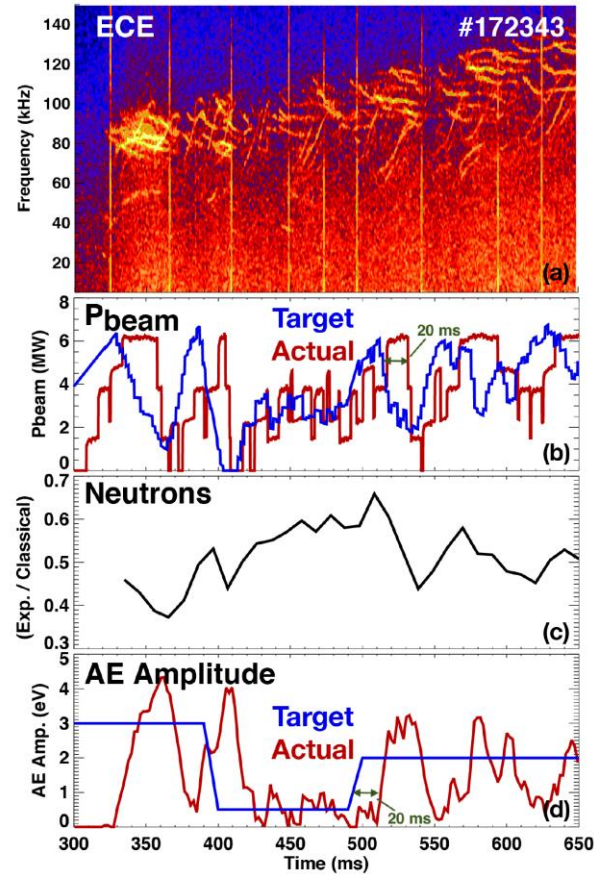 ECE #172343
140
120
100
80
60
40
20
Frequency (kHz)
(a)
8
6
4
2
0
Pbeam (MW)
Pbeam
Target
Actual
20 ms
(b)
0.7
0.6
0.5
0.4
0.3
(Exp. / Classical)
Neutrons
(c)
5
4
3
2
1
0
AE Amp. (eV)
AE Amplitude
Target
Actual
20 ms
(d)
300 350 400 450 500 550 600 650
Time (ms)